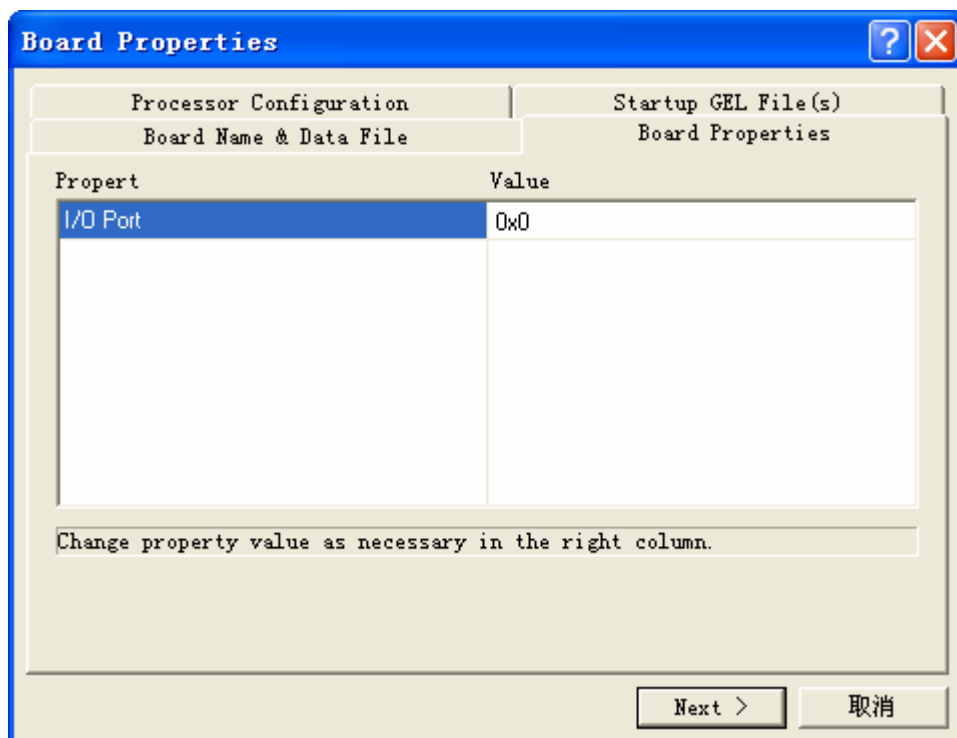 Board Properties
Processor Configuration Startup GEL File(s)
Board Name & Data File Board Properties
Propert Value
I/O Port 0x0
Change property value as necessary in the right column.
Next > 取消